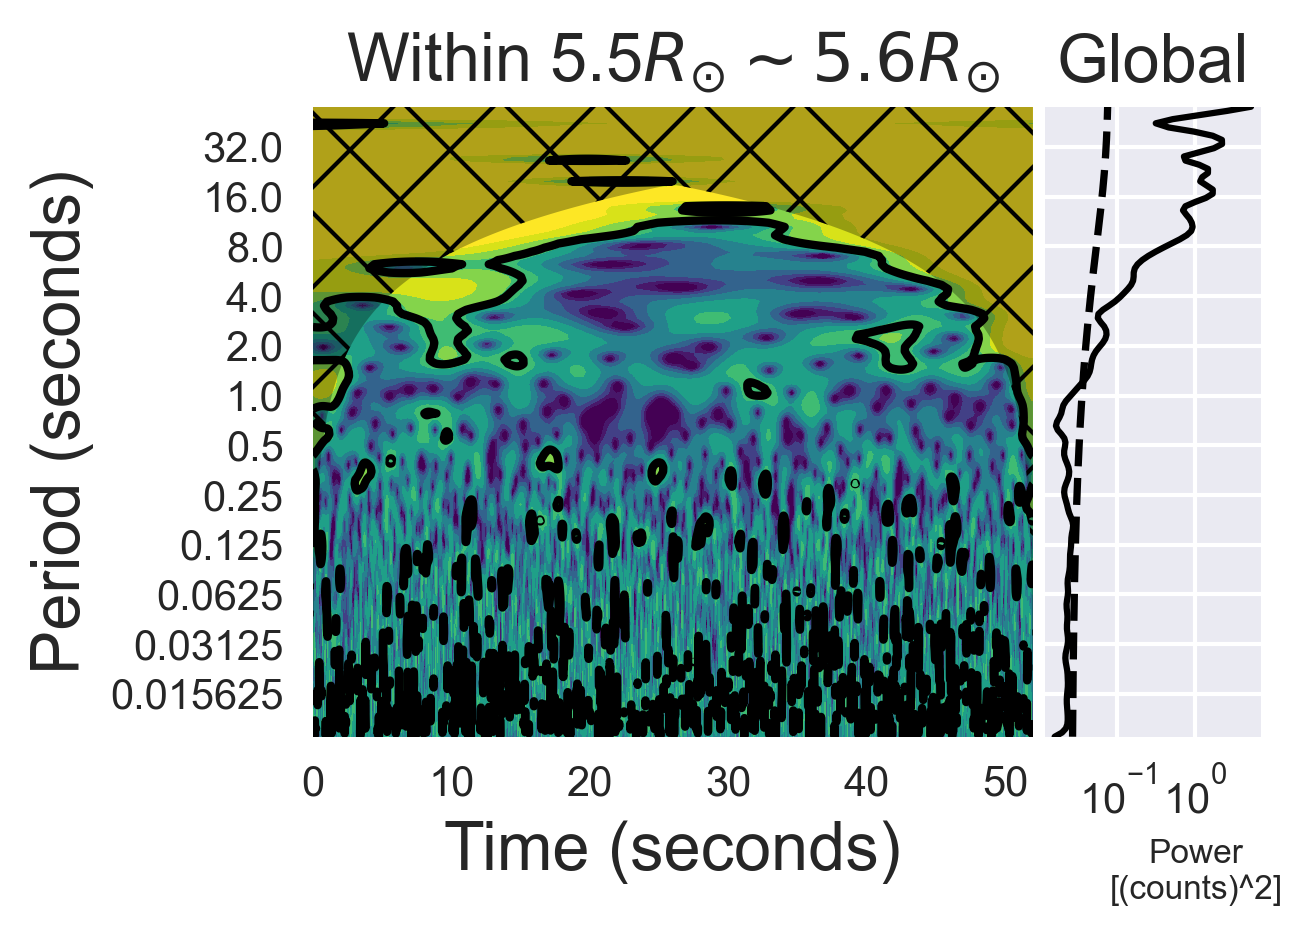 Within 5.5R⊙ ~ 5.6R⊙
Global
Period (seconds)
32.0
16.0
8.0
4.0
2.0
1.0
0.5
0.25
0.125
0.0625
0.03125
0.015625
0 10 20 30 40 50
Time (seconds)
10⁻¹ 10⁰
Power
[(counts)^2]